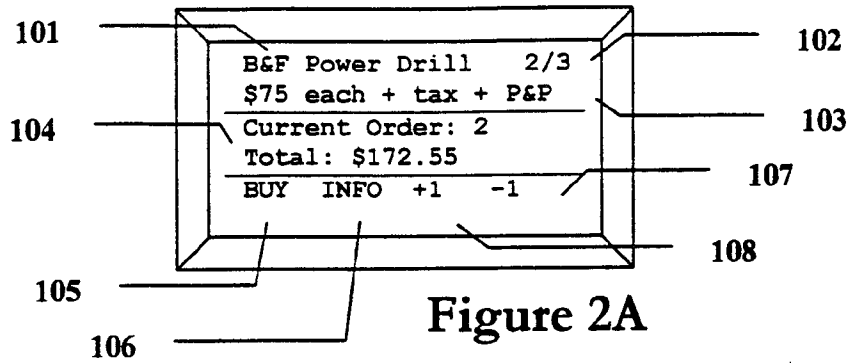 101
102
B&F Power Drill 2/3
$75 each + tax + P&P
103
104
Current Order: 2
Total: $172.55
107
BUY INFO +1 -1
108
105
106
Figure 2A